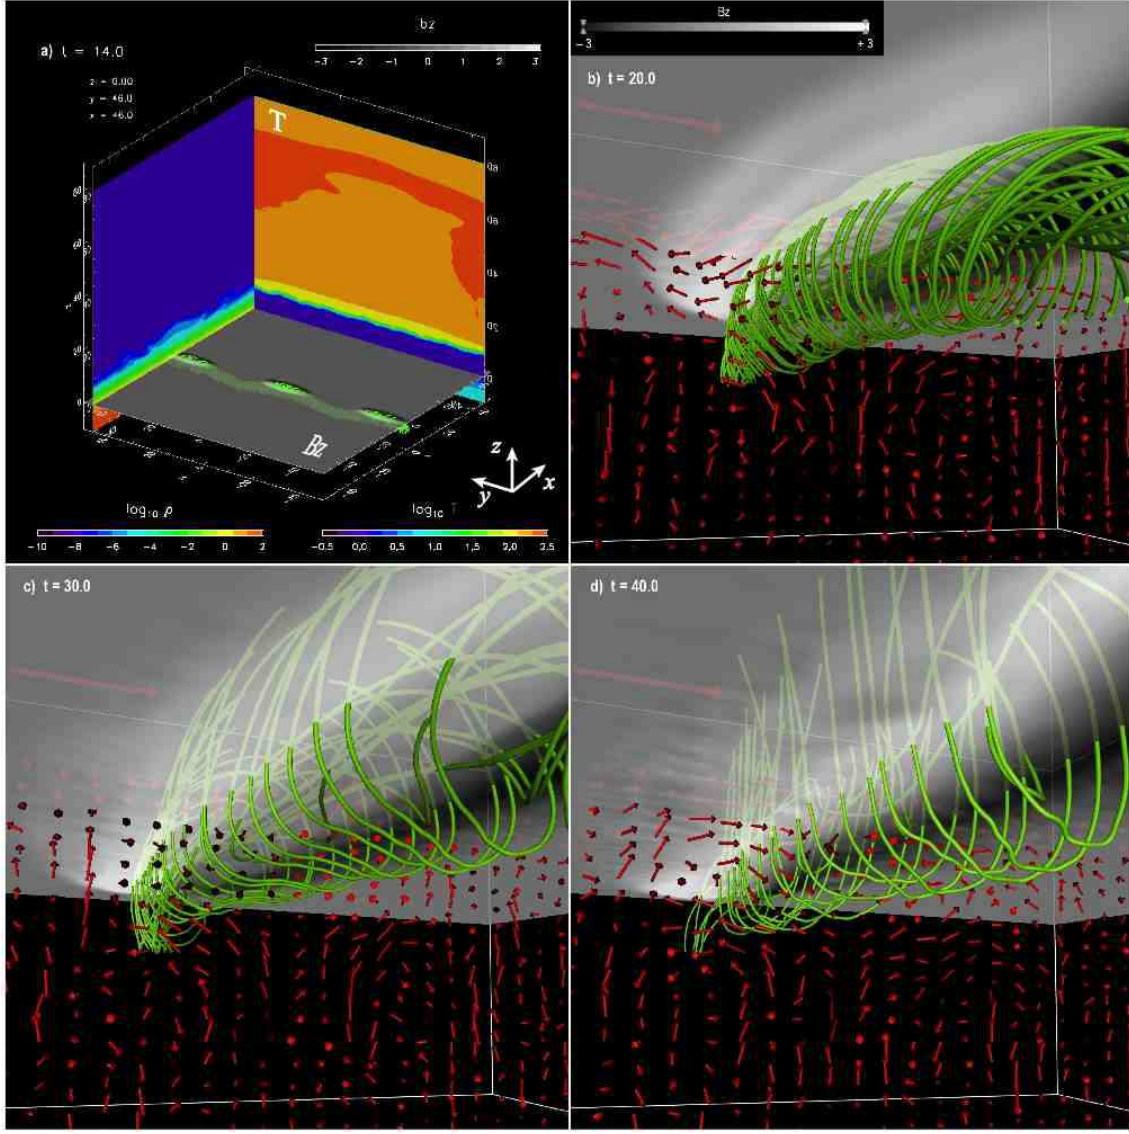 bz
a) t = 14.0
-3 -2 -1 0 1 2 3
z = 0.00
y = 46.0
x = 46.0
T
Bz
z
y x
log₁₀ ρ
-10 -8 -6 -4 -2 0 2
log₁₀ T
-0.5 0.0 0.5 1.0 1.5 2.0 2.5
Bz
-3 +3
b) t = 20.0
c) t = 30.0
d) t = 40.0